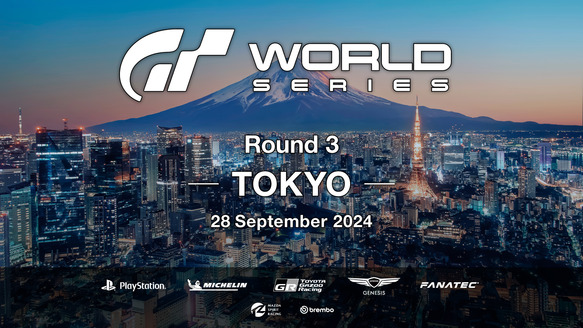 GT WORLD
SERIES
Round 3
TOKYO
28 September 2024
PlayStation.
MICHELIN
GR TOYOTA
GAZOO
Racing
GENESIS
FANATEC
MAZDA
SPIRIT
RACING
brembo